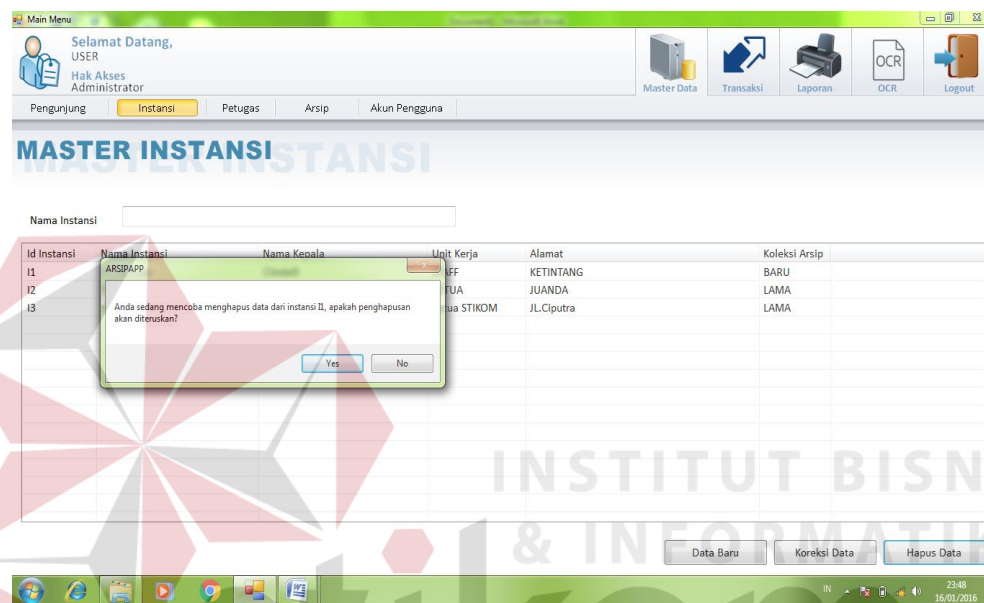 Main Menu
Selamat Datang,
USER
Hak Akses
Administrator
Master Data
Transaksi
Laporan
OCR
OCR
Logout
Pengunjung Instansi Petugas Arsip Akun Pengguna
MASTER INSTANSI
Nama Instansi
Id Instansi Nama Instansi Nama Kepala Unit Kerja Alamat Koleksi Arsip
I1 KETINTANG BARU
I2 JUANDA LAMA
I3 STIKOM JL.Ciputra LAMA
ARSIPAPP
Anda sedang mencoba menghapus data dari instansi I1, apakah penghapusan
akan diteruskan?
Yes No
INSTITUT BISN
& INFORMATIK
Data Baru Koreksi Data Hapus Data
IN
23:48
16/01/2016